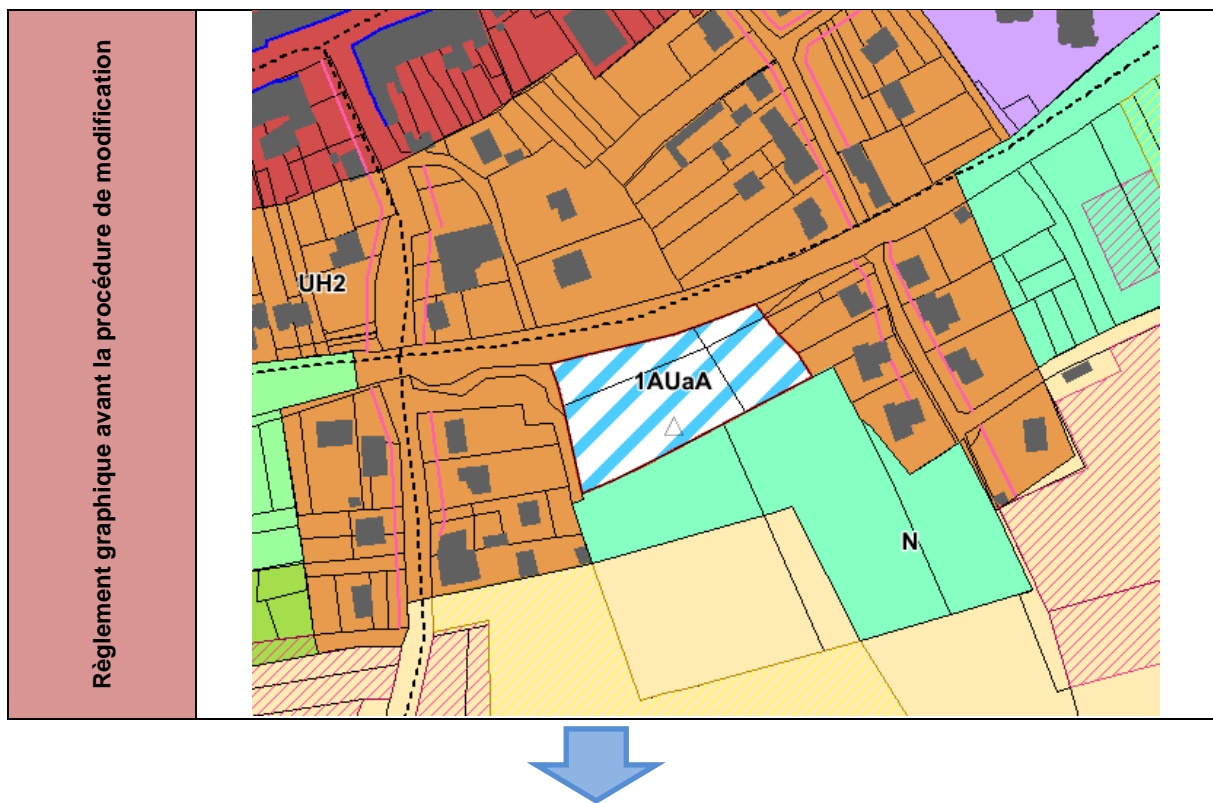 Règlement graphique avant la procédure de modification
UH2
1AUaA
N